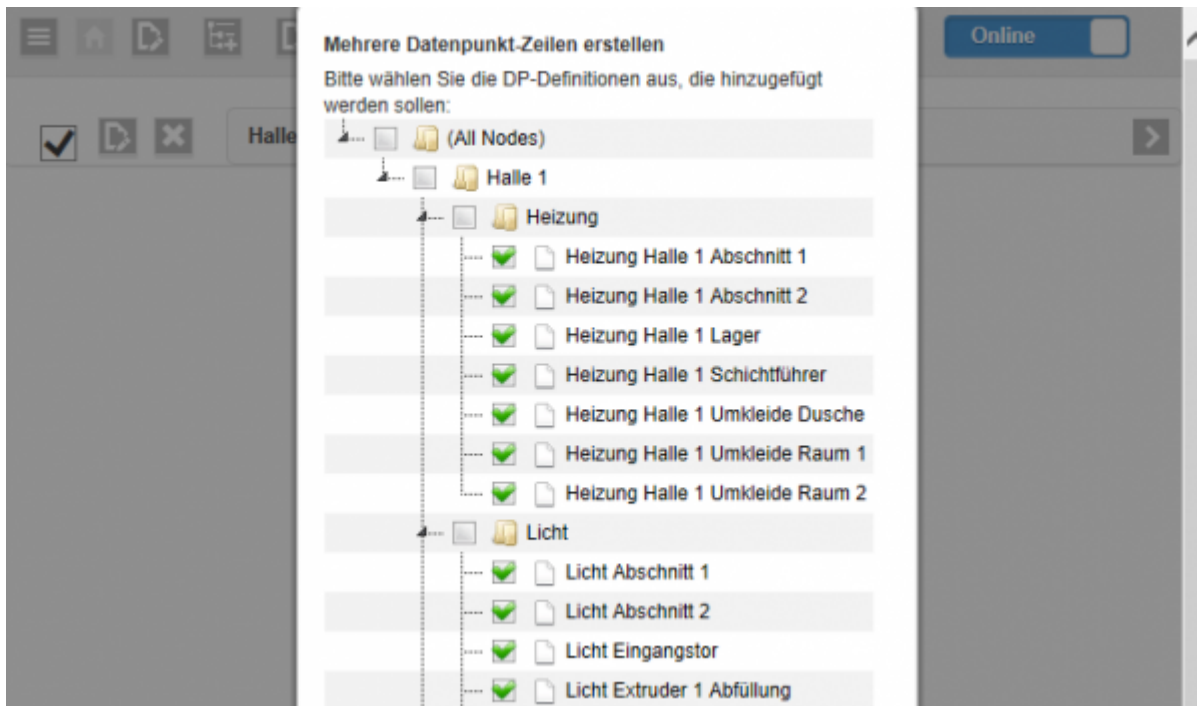 Online
Mehrere Datenpunkt-Zeilen erstellen
Bitte wählen Sie die DP-Definitionen aus, die hinzugefügt
werden sollen:
Halle
(All Nodes)
Halle 1
Heizung
Heizung Halle 1 Abschnitt 1
Heizung Halle 1 Abschnitt 2
Heizung Halle 1 Lager
Heizung Halle 1 Schichtführer
Heizung Halle 1 Umkleide Dusche
Heizung Halle 1 Umkleide Raum 1
Heizung Halle 1 Umkleide Raum 2
Licht
Licht Abschnitt 1
Licht Abschnitt 2
Licht Eingangstor
Licht Extruder 1 Abfüllung